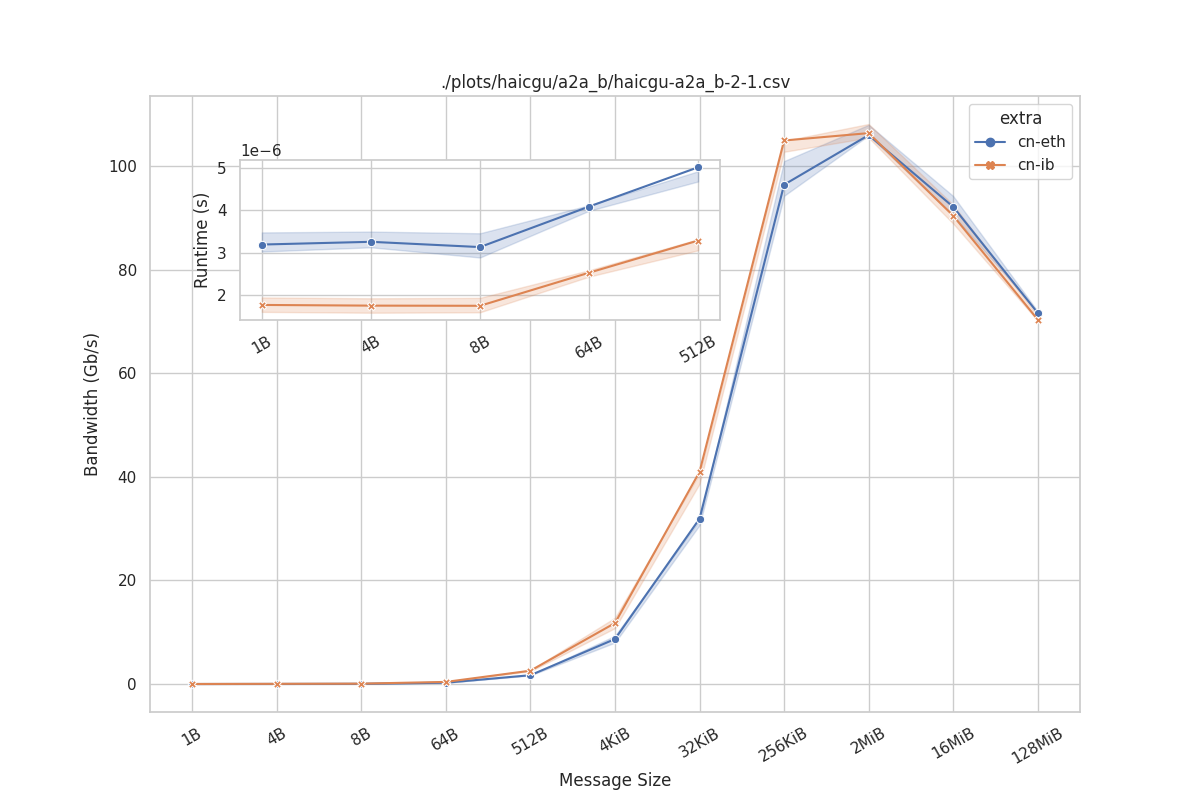 ./plots/haicgu/a2a_b/haicgu-a2a_b-2-1.csv
extra
cn-eth
cn-ib
1e−6
5
4
3
2
Runtime (s)
1B
4B
8B
64B
512B
100
80
60
40
20
0
Bandwidth (Gb/s)
1B
4B
8B
64B
512B
4KiB
32KiB
256KiB
2MiB
16MiB
128MiB
Message Size